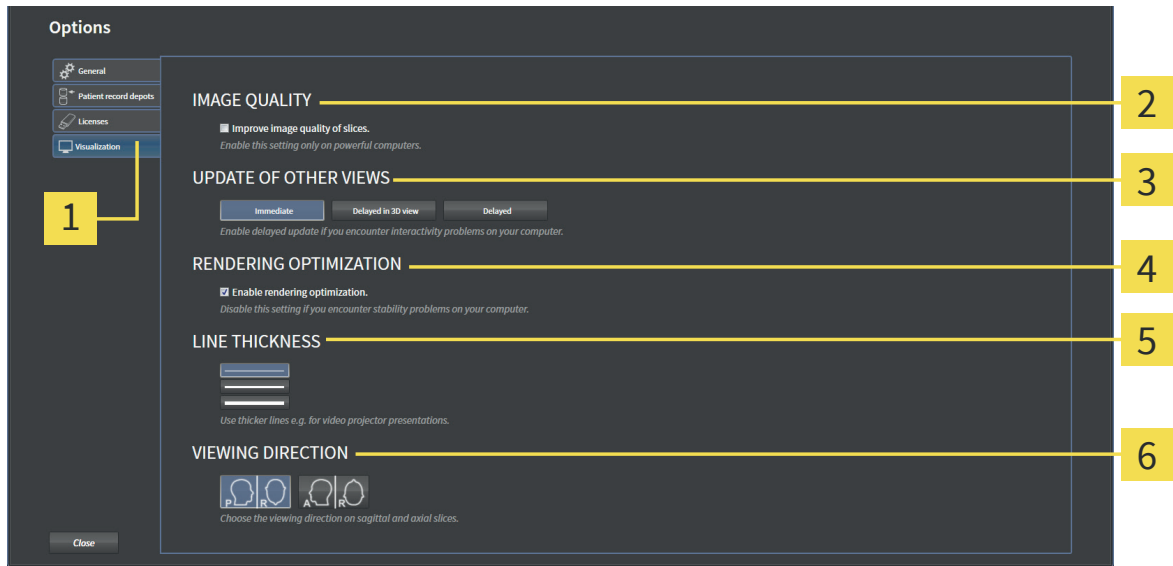 Options
General
Patient record depots
Licenses
Visualization
1
IMAGE QUALITY
2
Improve image quality of slices.
Enable this setting only on powerful computers.
UPDATE OF OTHER VIEWS
3
Immediate Delayed in 3D view Delayed
Enable delayed update if you encounter interactivity problems on your computer.
RENDERING OPTIMIZATION
4
Enable rendering optimization.
Disable this setting if you encounter stability problems on your computer.
LINE THICKNESS
5
Use thicker lines e.g. for video projector presentations.
VIEWING DIRECTION
6
P R A R
Choose the viewing direction on sagittal and axial slices.
Close